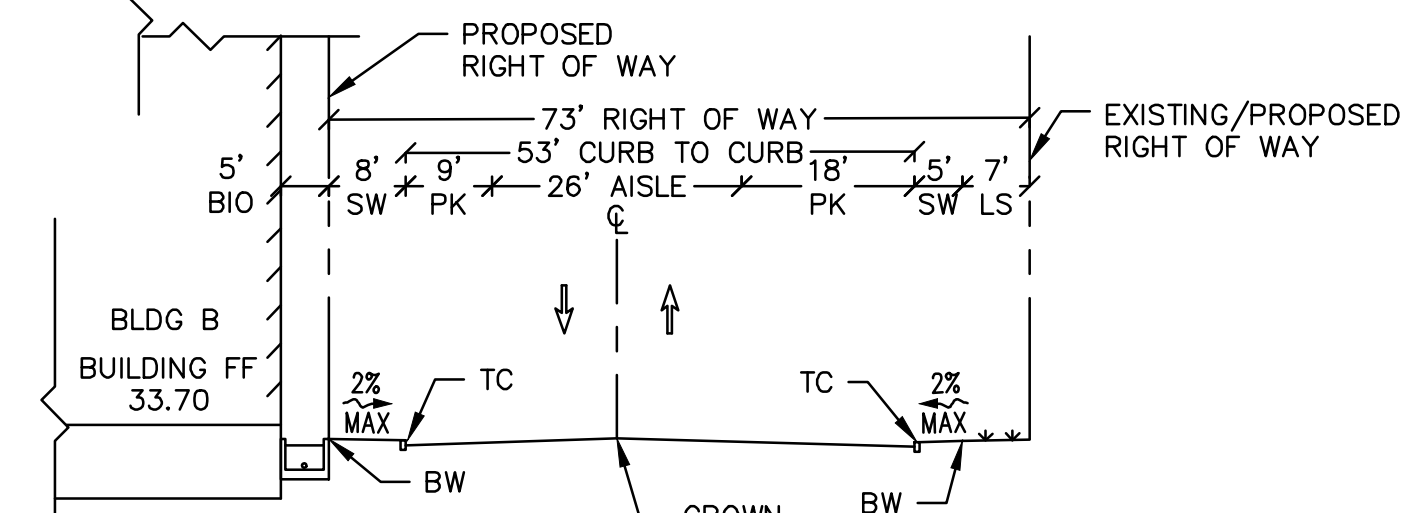 PROPOSED
RIGHT OF WAY
73' RIGHT OF WAY
EXISTING/PROPOSED
RIGHT OF WAY
53' CURB TO CURB
5'
BIO
8'
SW
9'
PK
26' AISLE
18'
PK
5'
SW
7'
LS
℄
BLDG B
BUILDING FF
33.70
2%
MAX
TC
TC
2%
MAX
BW
CROWN
BW